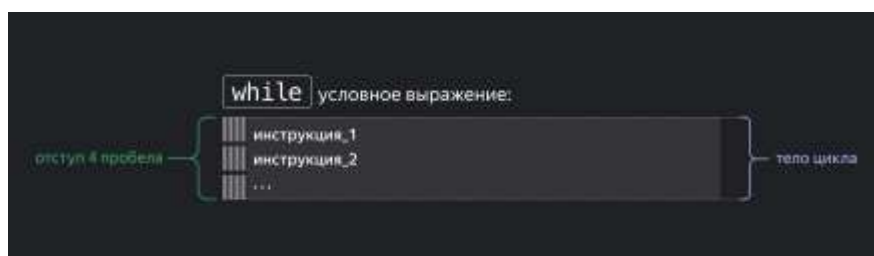 while условное выражение:
инструкция_1
отступ 4 пробела
инструкция_2
тело цикла
...